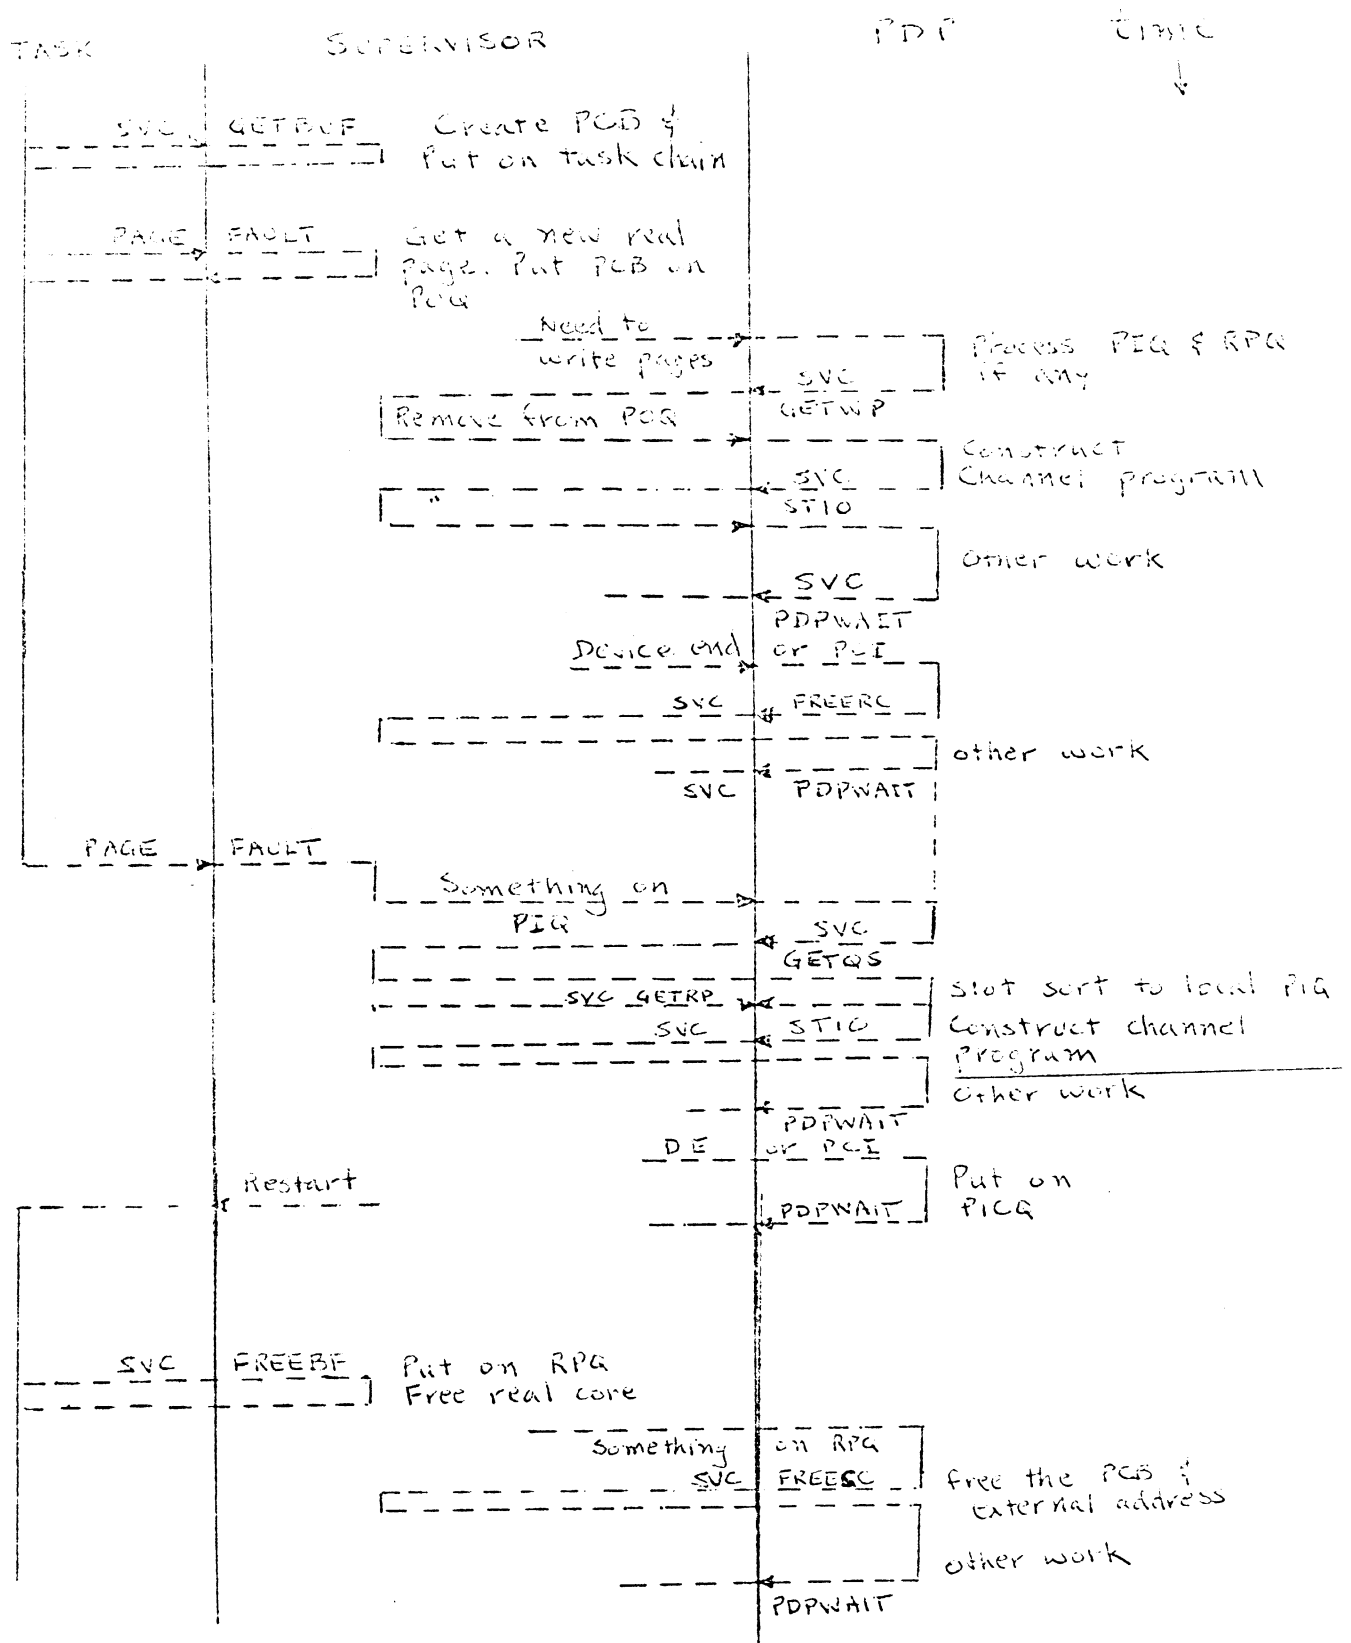 TASK SUPERVISOR PDP time
SVC GETBUF Create PCB &
Put on task chain
PAGE FAULT Get a new real
page. Put PCB on
POQ
Need to
write pages
Process PIQ & RPQ
if any
SVC
GETWP
Remove from POQ
Construct
Channel program
SVC
"
STIO
Other work
SVC
PDPWAIT
Device end or PCI
SVC FREERC
other work
SVC PDPWAIT
PAGE FAULT
Something on
PIQ
SVC
GETQS
Slot sort to local PIQ
SVC GETRP
SVC STIO
Construct channel
program
Other work
PDPWAIT
DE or PCI
Restart
Put on
PICQ
PDPWAIT
SVC FREEBF Put on RPQ
Free real core
Something on RPQ
SVC FREESC
free the PCB &
external address
other work
PDPWAIT